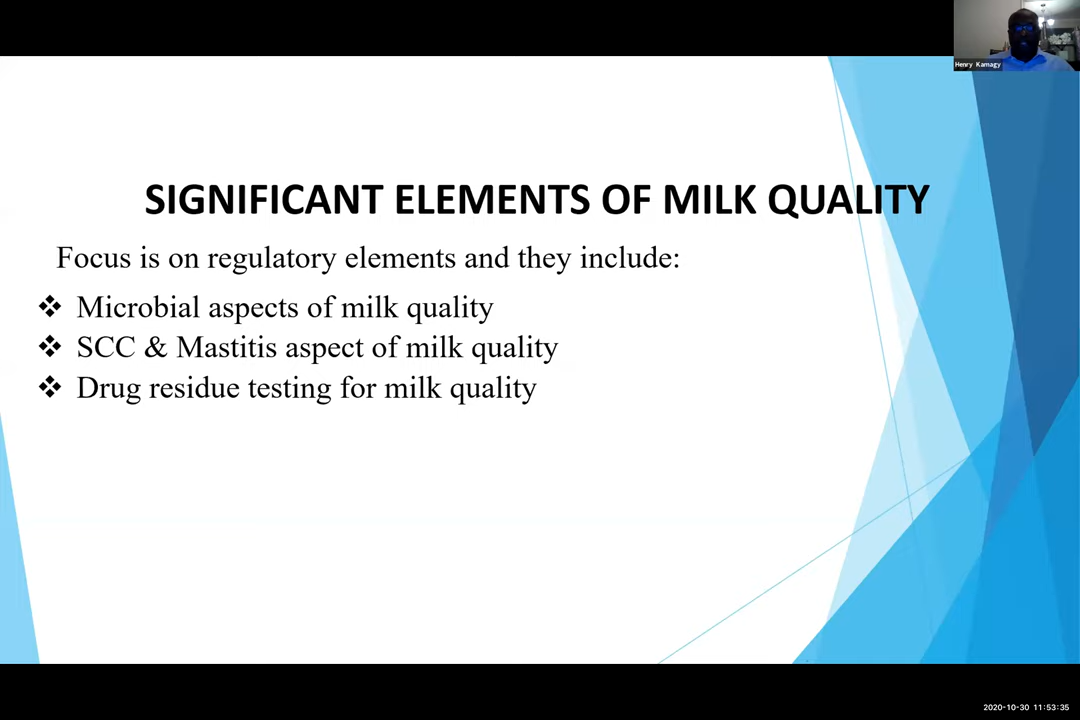 Henry Kamagy
SIGNIFICANT ELEMENTS OF MILK QUALITY
Focus is on regulatory elements and they include:
❖ Microbial aspects of milk quality
❖ SCC & Mastitis aspect of milk quality
❖ Drug residue testing for milk quality
2020-10-30 11:53:35